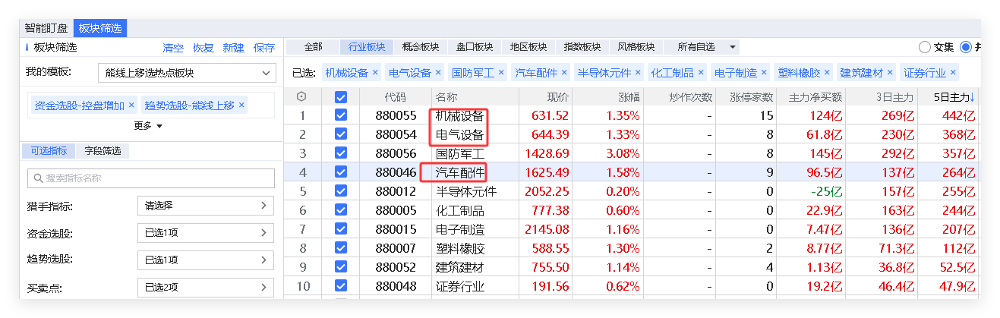 智能盯盘 板块筛选
板块筛选 清空 恢复 新建 保存
我的模板: 能线上移选热点板块
资金选股-控盘增加 × 趋势选股-能线上移 ×
更多
可选指标 字段筛选
搜索指标名称
猎手指标: 请选择
资金选股: 已选1项
趋势选股: 已选1项
买卖点: 已选2项
全部 行业板块 概念板块 盘口板块 地区板块 指数板块 风格板块 所有自选 交集
已选: 机械设备 × 电气设备 × 国防军工 × 汽车配件 × 半导体元件 × 化工制品 × 电子制造 × 塑料橡胶 × 建筑建材 × 证券行业 ×
代码 名称 现价 涨幅 炒作次数 涨停家数 主力净买额 3日主力 5日主力↓
1 880055 机械设备 631.52 1.35% - 15 124亿 269亿 442亿
2 880054 电气设备 644.39 1.33% - 8 61.8亿 230亿 368亿
3 880056 国防军工 1428.69 3.08% - 8 145亿 292亿 357亿
4 880046 汽车配件 1625.49 1.58% - 9 96.5亿 137亿 264亿
5 880012 半导体元件 2052.25 0.20% - 0 -25亿 157亿 255亿
6 880005 化工制品 777.38 0.60% - 0 22.9亿 163亿 244亿
7 880015 电子制造 2145.08 1.16% - 0 7.47亿 136亿 207亿
8 880007 塑料橡胶 588.55 1.30% - 2 8.77亿 71.3亿 112亿
9 880052 建筑建材 755.50 1.14% - 4 1.13亿 36.8亿 52.5亿
10 880048 证券行业 191.56 0.62% - 0 19.2亿 46.4亿 47.9亿